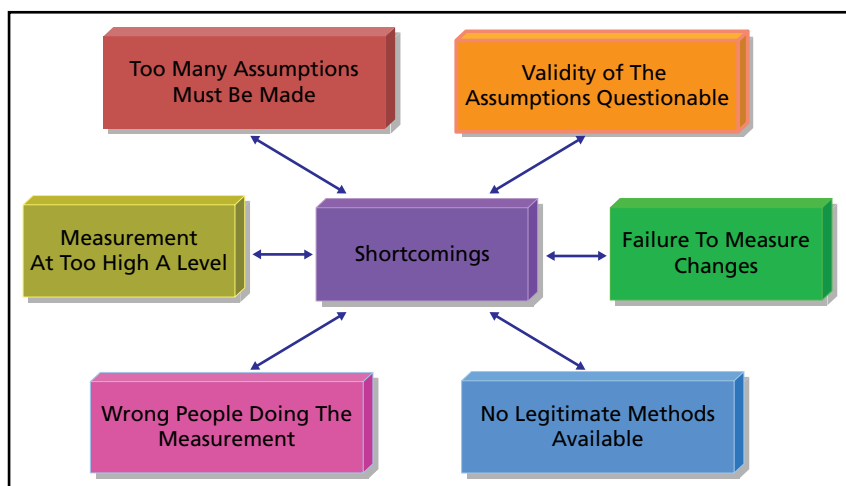 Too Many Assumptions
Must Be Made
Validity of The
Assumptions Questionable
Measurement
At Too High A Level
Shortcomings
Failure To Measure
Changes
Wrong People Doing The
Measurement
No Legitimate Methods
Available